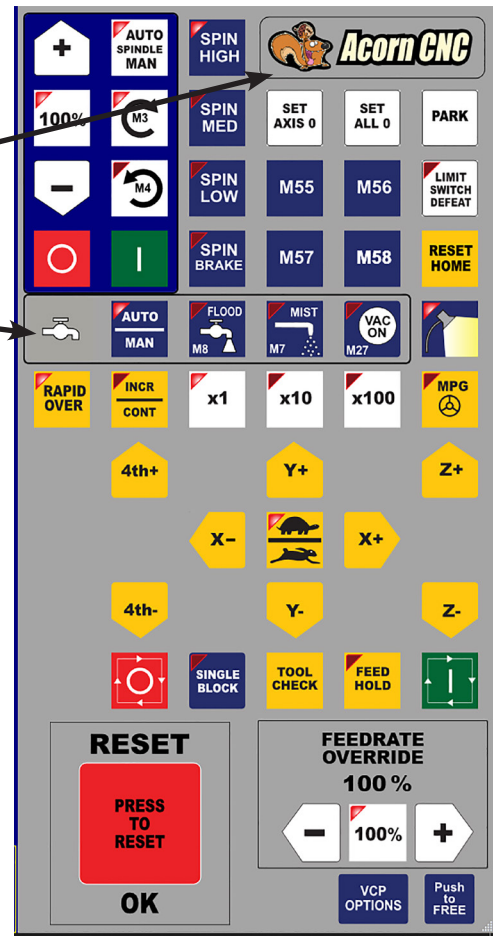 +
AUTO
SPINDLE
MAN
SPIN
HIGH
Acorn CNC
100%
M3
SPIN
MED
SET
AXIS 0
SET
ALL 0
PARK
-
M4
SPIN
LOW
M55
M56
LIMIT
SWITCH
DEFEAT
O
I
SPIN
BRAKE
M57
M58
RESET
HOME
AUTO
MAN
FLOOD
M8
MIST
M7
VAC
ON
M27
RAPID
OVER
INCR
CONT
x1
x10
x100
MPG
4th+
Y+
Z+
X-
X+
4th-
Y-
Z-
O
SINGLE
BLOCK
TOOL
CHECK
FEED
HOLD
I
RESET
PRESS
TO
RESET
OK
FEEDRATE
OVERRIDE
100 %
-
100%
+
VCP
OPTIONS
Push
to
FREE